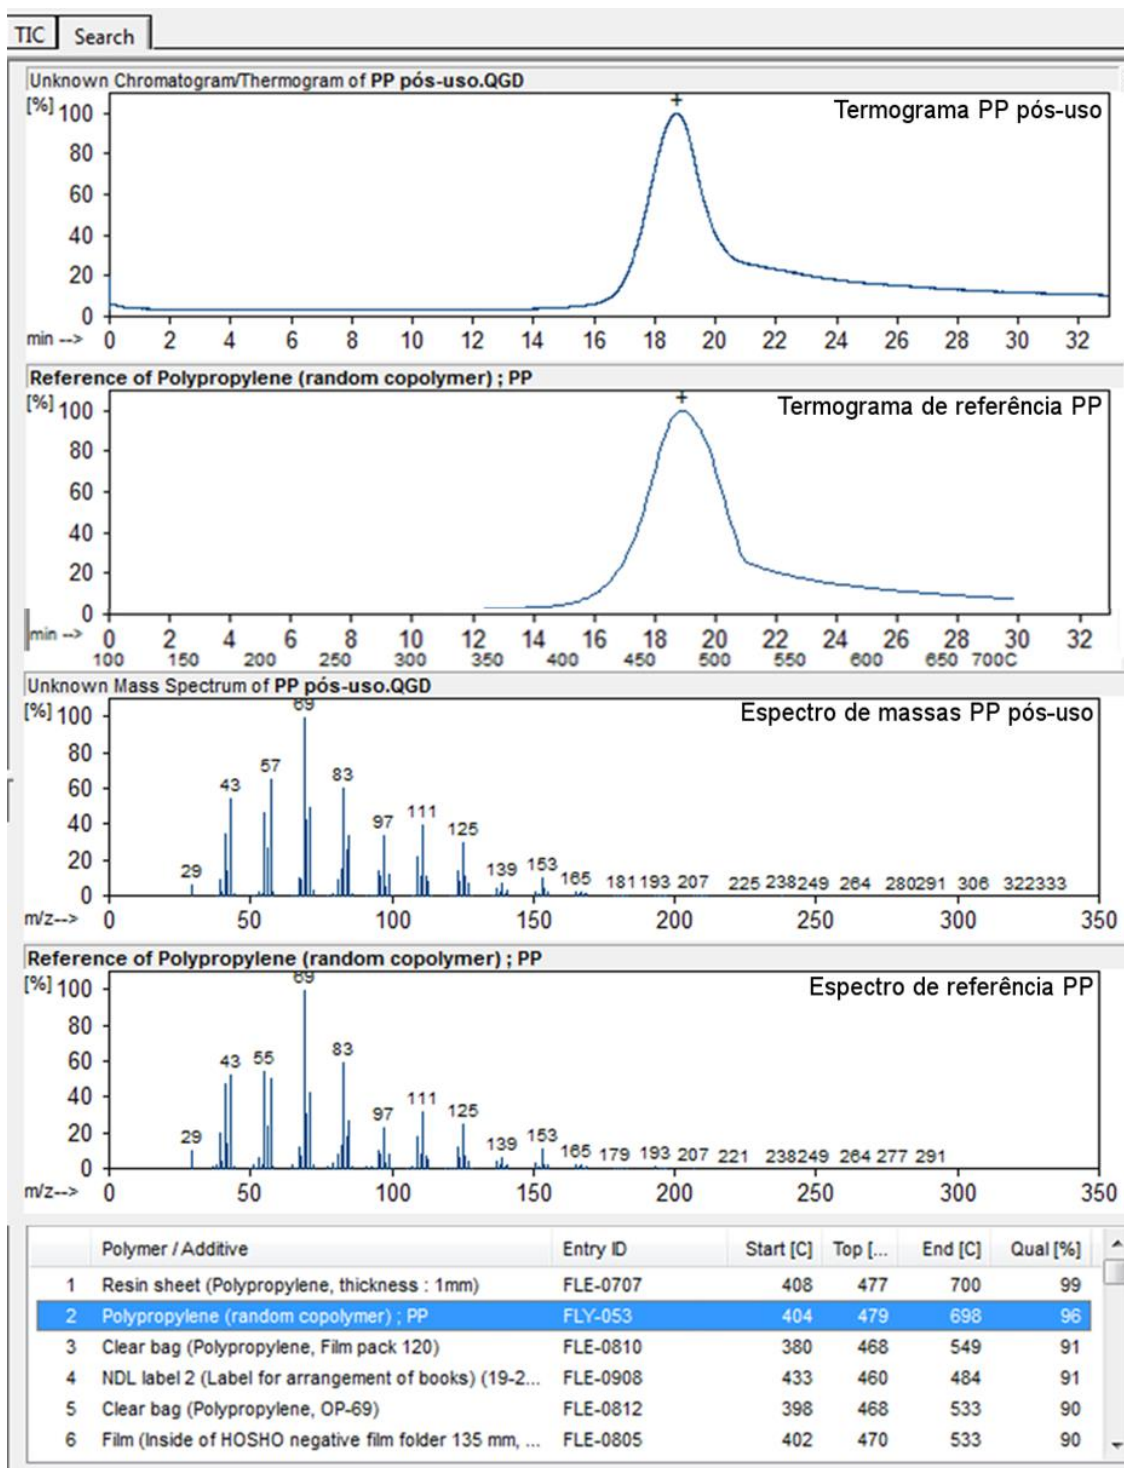 TIC Search
Unknown Chromatogram/Thermogram of PP pós-uso.QGD
[%] 100
Termograma PP pós-uso
80
60
40
20
0
min --> 0 2 4 6 8 10 12 14 16 18 20 22 24 26 28 30 32
Reference of Polypropylene (random copolymer) ; PP
[%] 100
Termograma de referência PP
80
60
40
20
0
min --> 0 2 4 6 8 10 12 14 16 18 20 22 24 26 28 30 32
100 150 200 250 300 350 400 450 500 550 600 650 700C
Unknown Mass Spectrum of PP pós-uso.QGD
[%] 100
Espectro de massas PP pós-uso
80
60
40
20
0
29 43 57 69 83 97 111 125 139 153 165 181 193 207 225 238 249 264 280 291 306 322 333
m/z--> 0 50 100 150 200 250 300 350
Reference of Polypropylene (random copolymer) ; PP
[%] 100
Espectro de referência PP
80
60
40
20
0
29 43 55 69 83 97 111 125 139 153 165 179 193 207 221 238 249 264 277 291
m/z--> 0 50 100 150 200 250 300 350
Polymer / Additive Entry ID Start [C] Top [... End [C] Qual [%]
1 Resin sheet (Polypropylene, thickness : 1mm) FLE-0707 408 477 700 99
2 Polypropylene (random copolymer) ; PP FLY-053 404 479 698 96
3 Clear bag (Polypropylene, Film pack 120) FLE-0810 380 468 549 91
4 NDL label 2 (Label for arrangement of books) (19-2... FLE-0908 433 460 484 91
5 Clear bag (Polypropylene, OP-69) FLE-0812 398 468 533 90
6 Film (Inside of HOSHO negative film folder 135 mm, ... FLE-0805 402 470 533 90